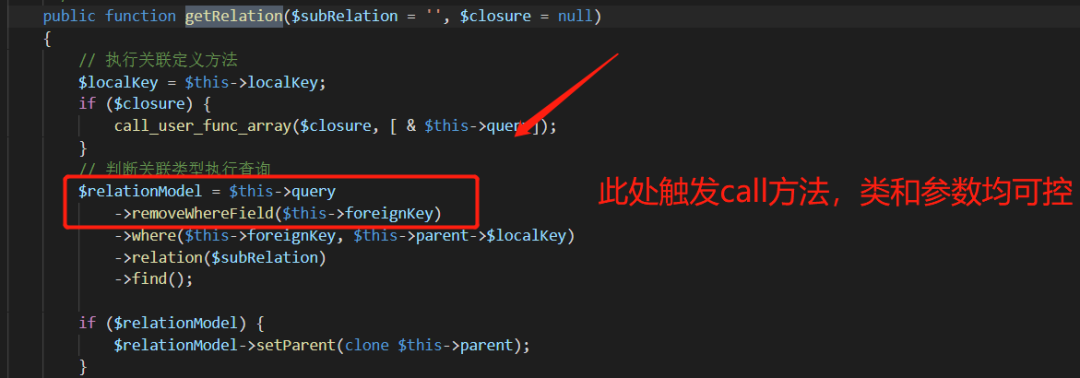 public function getRelation($subRelation = '', $closure = null)
{
// 执行关联定义方法
$localKey = $this->localKey;
if ($closure) {
call_user_func_array($closure, [ & $this->query]);
}
// 判断关联类型执行查询
$relationModel = $this->query
->removeWhereField($this->foreignKey)
此处触发call方法，类和参数均可控
->where($this->foreignKey, $this->parent->$localKey)
->relation($subRelation)
->find();
if ($relationModel) {
$relationModel->setParent(clone $this->parent);
}